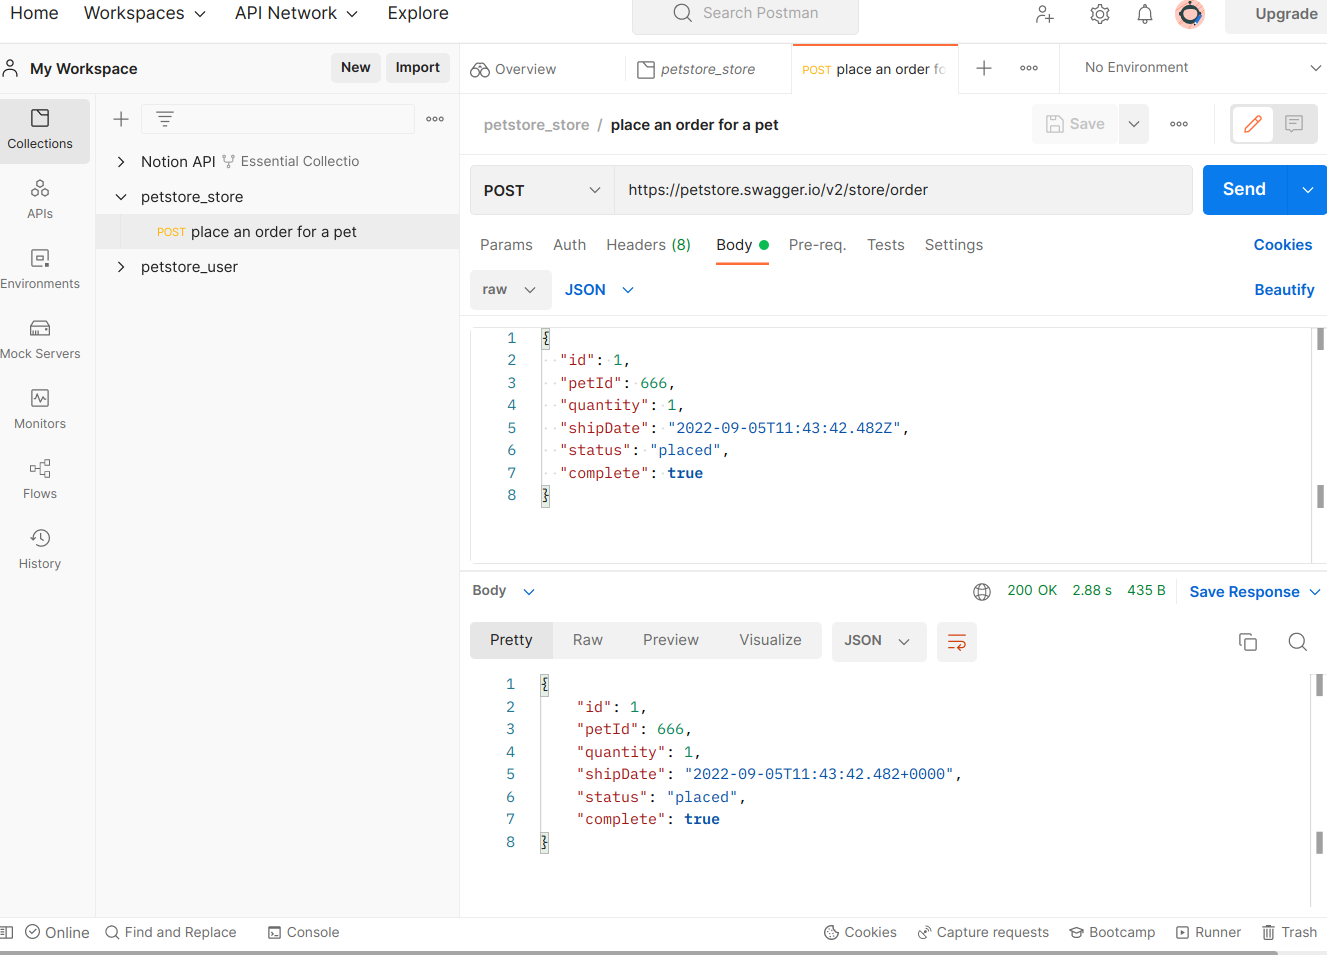 Home Workspaces API Network Explore Search Postman Upgrade
My Workspace New Import Overview petstore_store POST place an order fo No Environment
Collections
APIs
Environments
Mock Servers
Monitors
Flows
History
Notion API Essential Collectio
petstore_store
POST place an order for a pet
petstore_user
petstore_store / place an order for a pet Save
POST https://petstore.swagger.io/v2/store/order Send
Params Auth Headers (8) Body Pre-req. Tests Settings Cookies
raw JSON Beautify
1 {
2 "id": 1,
3 "petId": 666,
4 "quantity": 1,
5 "shipDate": "2022-09-05T11:43:42.482Z",
6 "status": "placed",
7 "complete": true
8 }
Body 200 OK 2.88 s 435 B Save Response
Pretty Raw Preview Visualize JSON
1 {
2 "id": 1,
3 "petId": 666,
4 "quantity": 1,
5 "shipDate": "2022-09-05T11:43:42.482+0000",
6 "status": "placed",
7 "complete": true
8 }
Online Find and Replace Console Cookies Capture requests Bootcamp Runner Trash